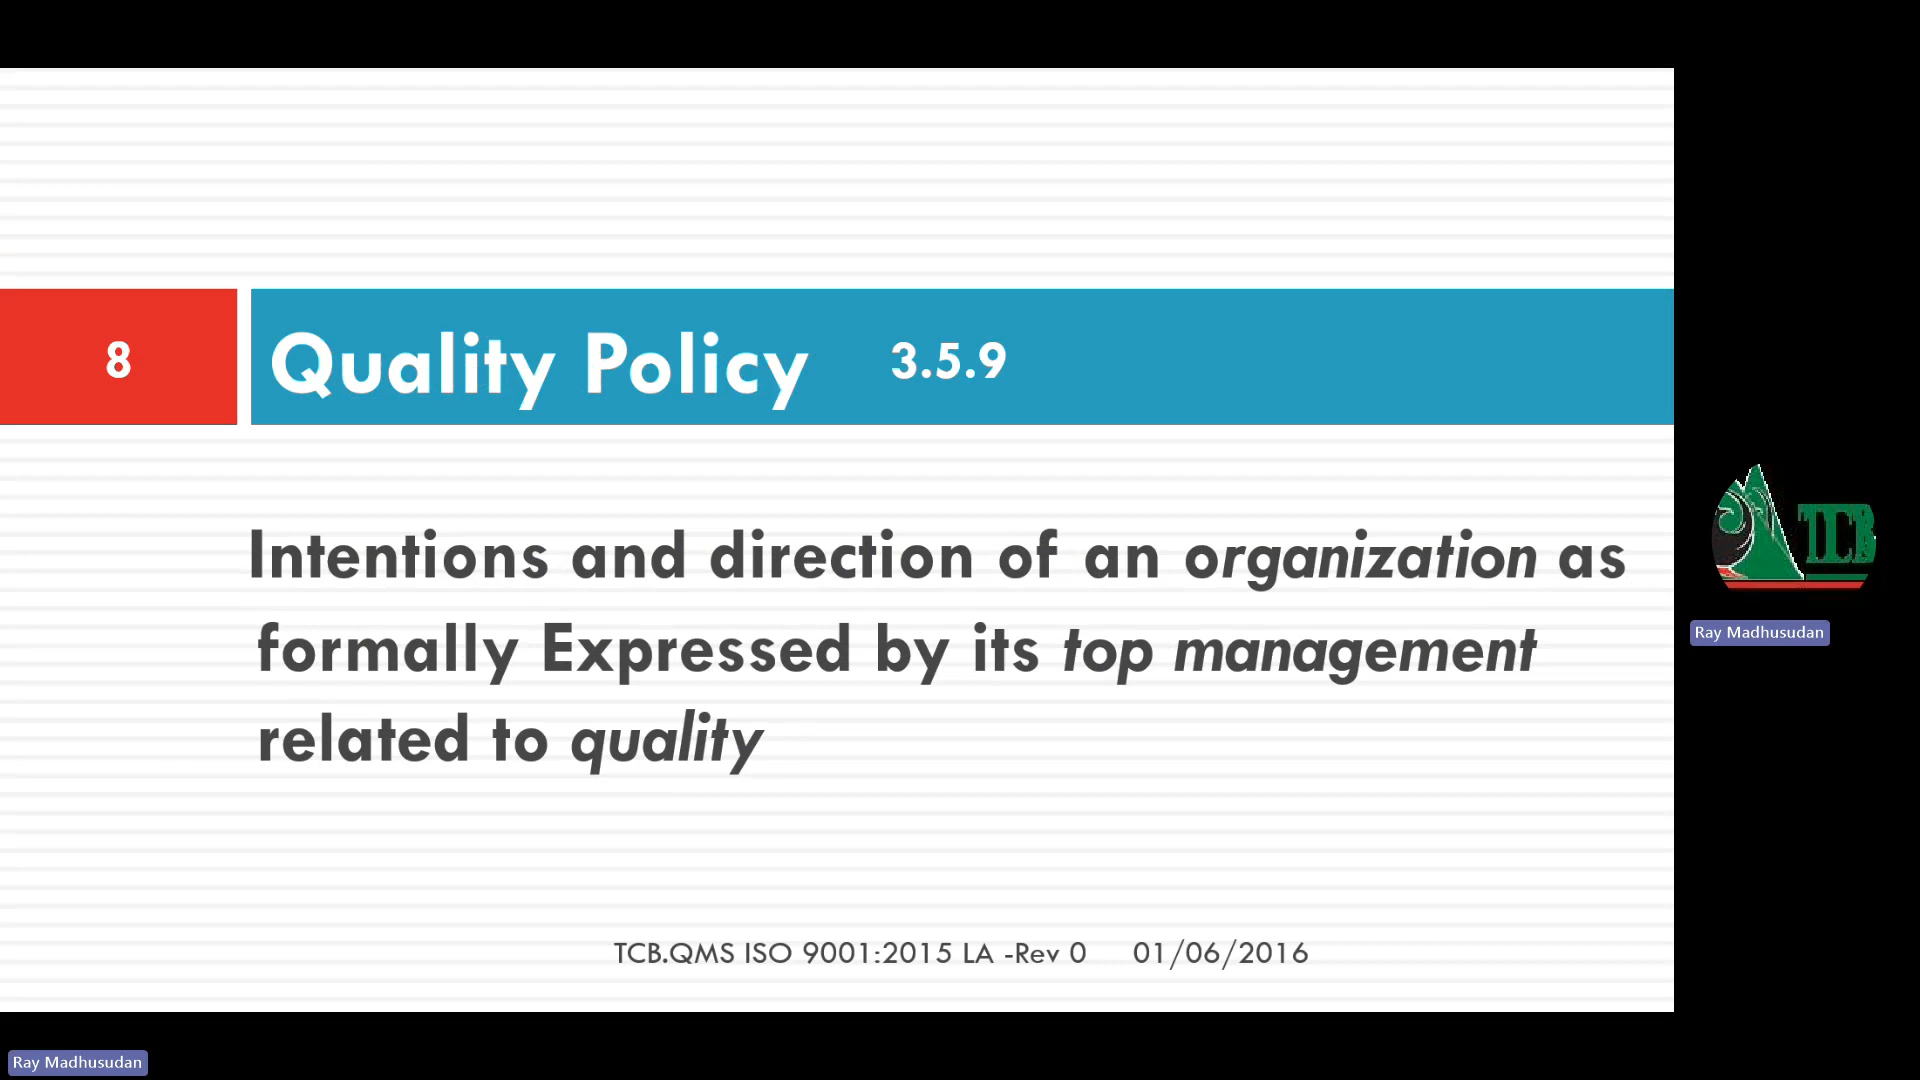 8
Quality Policy 3.5.9
Intentions and direction of an organization as
formally Expressed by its top management
related to quality
TCB.QMS ISO 9001:2015 LA -Rev 0 01/06/2016
TCB
Ray Madhusudan
Ray Madhusudan